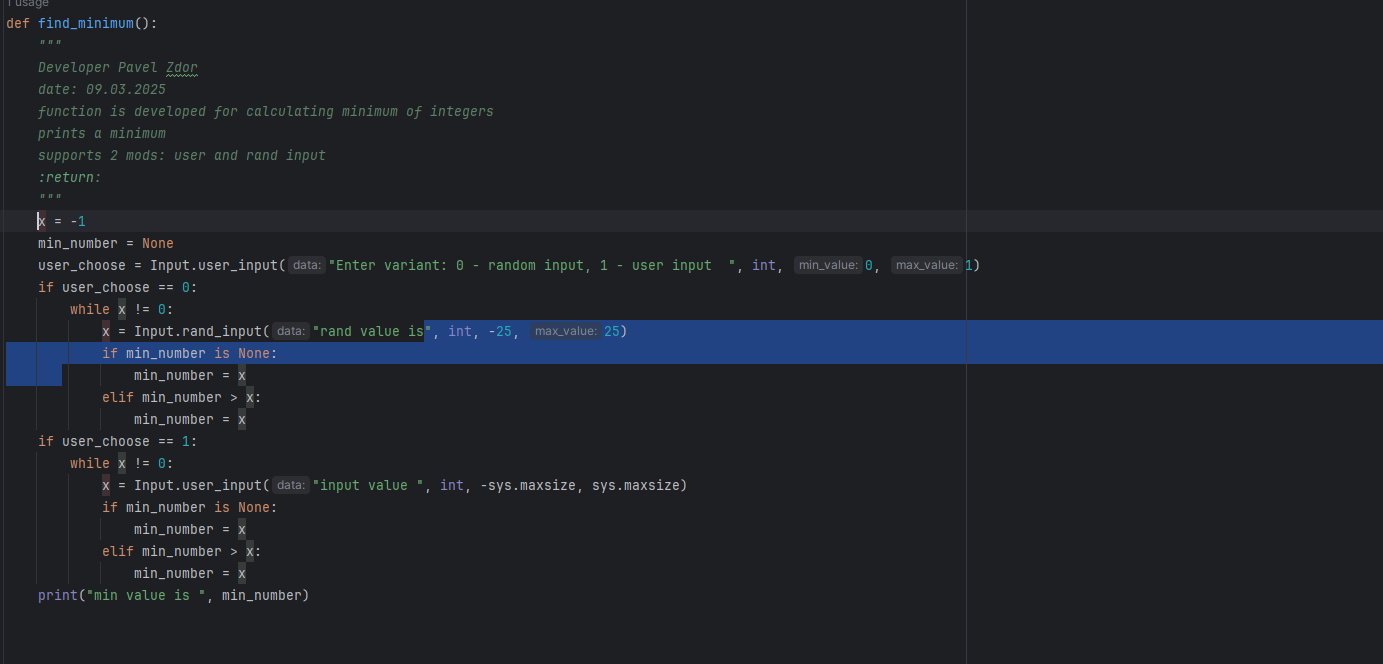 1 usage
def find_minimum():
    """
    Developer Pavel Zdor
    date: 09.03.2025
    function is developed for calculating minimum of integers
    prints a minimum
    supports 2 mods: user and rand input
    :return:
    """
    x = -1
    min_number = None
    user_choose = Input.user_input( data: "Enter variant: 0 - random input, 1 - user input  ", int, min_value: 0, max_value: 1)
    if user_choose == 0:
        while x != 0:
            x = Input.rand_input( data: "rand value is", int, -25, max_value: 25)
            if min_number is None:
                min_number = x
            elif min_number > x:
                min_number = x
    if user_choose == 1:
        while x != 0:
            x = Input.user_input( data: "input value ", int, -sys.maxsize, sys.maxsize)
            if min_number is None:
                min_number = x
            elif min_number > x:
                min_number = x
    print("min value is ", min_number)